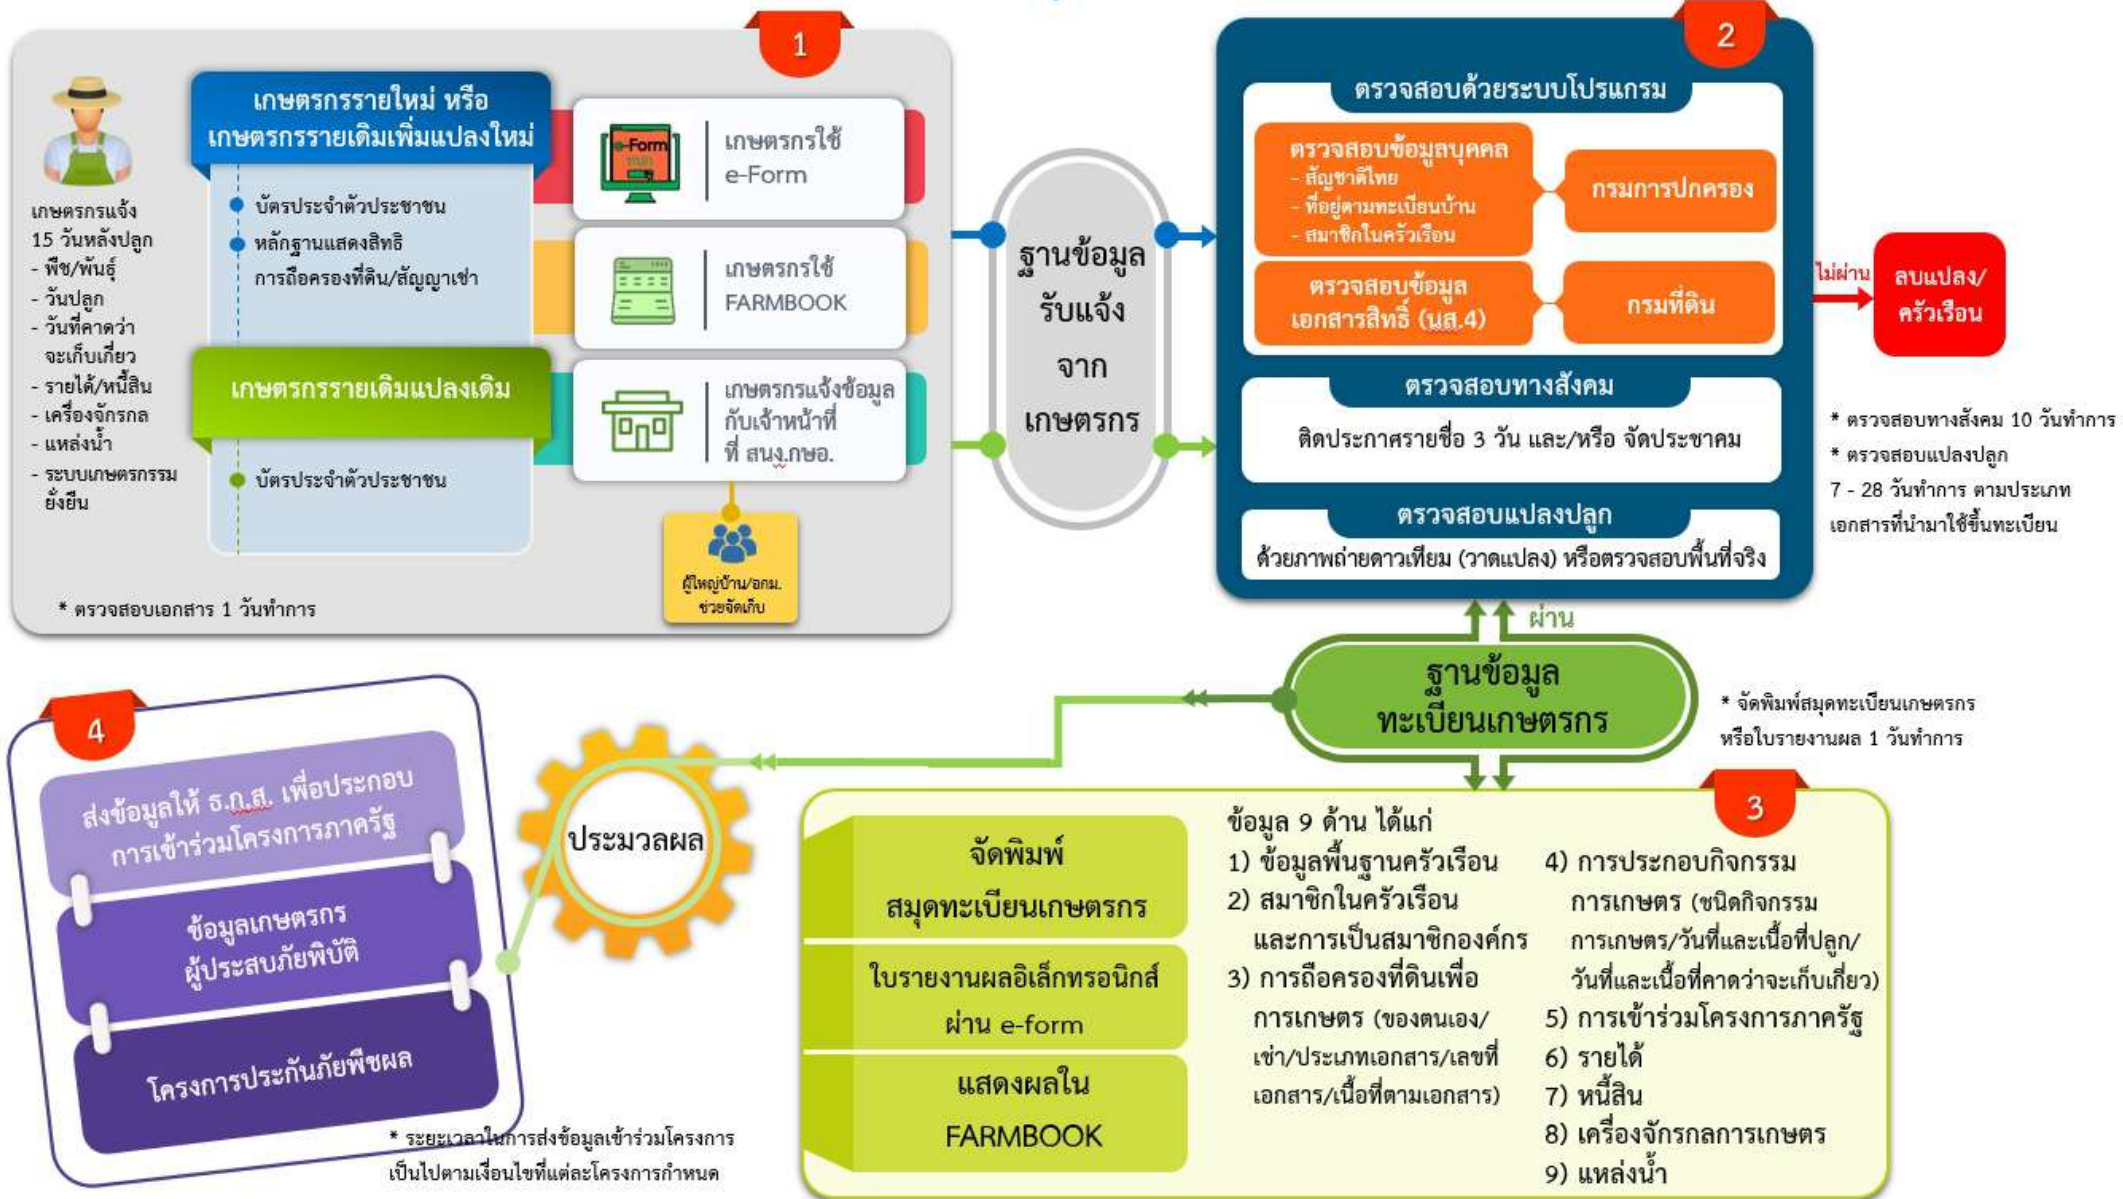 1
เกษตรกรแจ้ง
15 วันหลังปลูก
- พืช/พันธุ์
- วันปลูก
- วันที่คาดว่า
จะเก็บเกี่ยว
- รายได้/หนี้สิน
- เครื่องจักรกล
- แหล่งน้ำ
- ระบบเกษตรกรรม
ยั่งยืน
เกษตรกรรายใหม่ หรือ
เกษตรกรรายเดิมเพิ่มแปลงใหม่
บัตรประจำตัวประชาชน
หลักฐานแสดงสิทธิ
การถือครองที่ดิน/สัญญาเช่า
เกษตรกรรายเดิมแปลงเดิม
บัตรประจำตัวประชาชน
e-Form
เกษตรกรใช้
e-Form
เกษตรกรใช้
FARMBOOK
เกษตรกรแจ้งข้อมูล
กับเจ้าหน้าที่
ที่ สนง.กษอ.
ผู้ใหญ่บ้าน/อกม.
ช่วยจัดเก็บ
* ตรวจสอบเอกสาร 1 วันทำการ
ฐานข้อมูล
รับแจ้ง
จาก
เกษตรกร
2
ตรวจสอบด้วยระบบโปรแกรม
ตรวจสอบข้อมูลบุคคล
- สัญชาติไทย
- ที่อยู่ตามทะเบียนบ้าน
- สมาชิกในครัวเรือน
กรมการปกครอง
ตรวจสอบข้อมูล
เอกสารสิทธิ์ (นส.4)
กรมที่ดิน
ตรวจสอบทางสังคม
ติดประกาศรายชื่อ 3 วัน และ/หรือ จัดประชาคม
ตรวจสอบแปลงปลูก
ด้วยภาพถ่ายดาวเทียม (วาดแปลง) หรือตรวจสอบพื้นที่จริง
ไม่ผ่าน
ลบแปลง/
ครัวเรือน
* ตรวจสอบทางสังคม 10 วันทำการ
* ตรวจสอบแปลงปลูก
7 - 28 วันทำการ ตามประเภท
เอกสารที่นำมาใช้ขึ้นทะเบียน
ผ่าน
ฐานข้อมูล
ทะเบียนเกษตรกร
* จัดพิมพ์สมุดทะเบียนเกษตรกร
หรือใบรายงานผล 1 วันทำการ
3
จัดพิมพ์
สมุดทะเบียนเกษตรกร
ใบรายงานผลอิเล็กทรอนิกส์
ผ่าน e-form
แสดงผลใน
FARMBOOK
ข้อมูล 9 ด้าน ได้แก่
1) ข้อมูลพื้นฐานครัวเรือน
2) สมาชิกในครัวเรือน
และการเป็นสมาชิกองค์กร
3) การถือครองที่ดินเพื่อ
การเกษตร (ของตนเอง/
เช่า/ประเภทเอกสาร/เลขที่
เอกสาร/เนื้อที่ตามเอกสาร)
4) การประกอบกิจกรรม
การเกษตร (ชนิดกิจกรรม
การเกษตร/วันที่และเนื้อที่ปลูก/
วันที่และเนื้อที่คาดว่าจะเก็บเกี่ยว)
5) การเข้าร่วมโครงการภาครัฐ
6) รายได้
7) หนี้สิน
8) เครื่องจักรกลการเกษตร
9) แหล่งน้ำ
ประมวลผล
4
ส่งข้อมูลให้ ธ.ก.ส. เพื่อประกอบ
การเข้าร่วมโครงการภาครัฐ
ข้อมูลเกษตรกร
ผู้ประสบภัยพิบัติ
โครงการประกันภัยพืชผล
* ระยะเวลาในการส่งข้อมูลเข้าร่วมโครงการ
เป็นไปตามเงื่อนไขที่แต่ละโครงการกำหนด